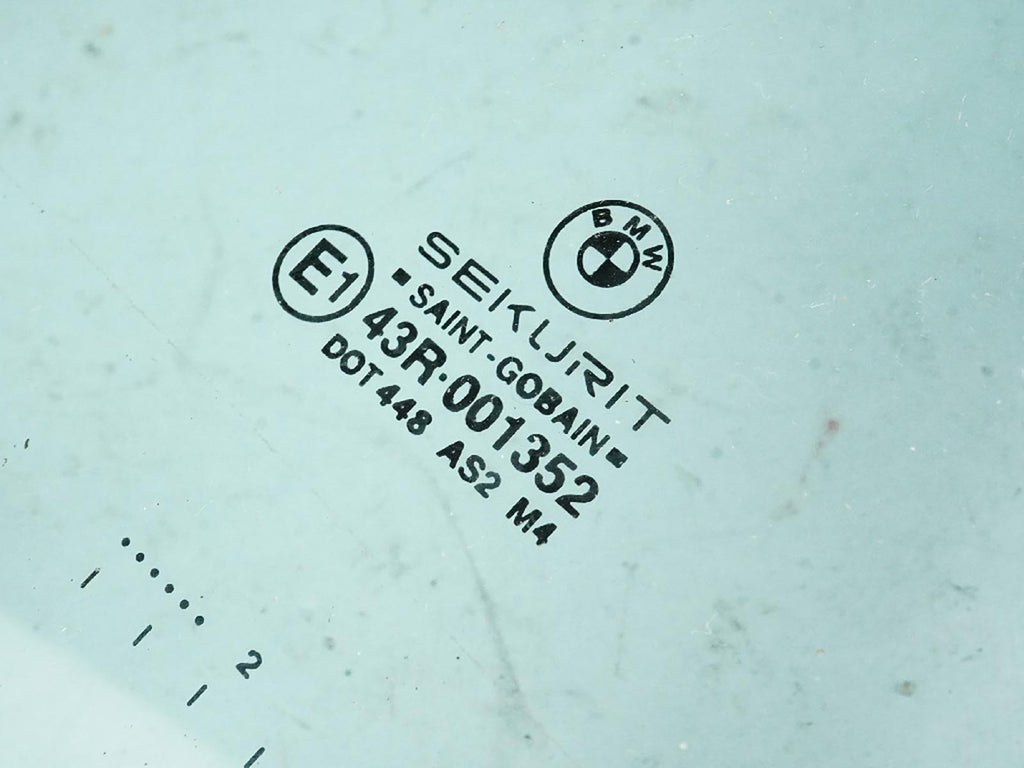 BMW
SEKURIT
SAINT-GOBAIN
E1
43R-001352
DOT 448 AS2 M4
2